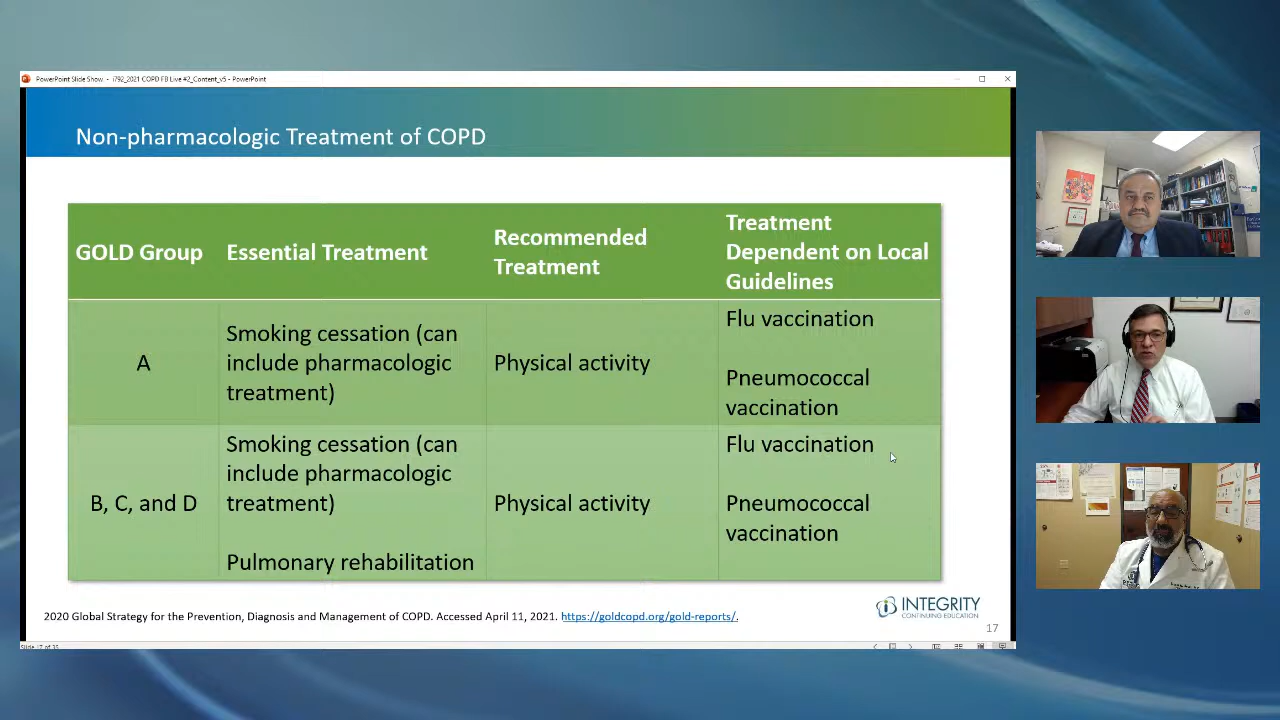 PowerPoint Slide Show - i792_2021 COPD FB Live #2_Content_v5 - PowerPoint
Non-pharmacologic Treatment of COPD
GOLD Group
Essential Treatment
Recommended
Treatment
Treatment
Dependent on Local
Guidelines
A
Smoking cessation (can
include pharmacologic
treatment)
Physical activity
Flu vaccination
Pneumococcal
vaccination
B, C, and D
Smoking cessation (can
include pharmacologic
treatment)
Pulmonary rehabilitation
Physical activity
Flu vaccination
Pneumococcal
vaccination
2020 Global Strategy for the Prevention, Diagnosis and Management of COPD. Accessed April 11, 2021. https://goldcopd.org/gold-reports/.
INTEGRITY
CONTINUING EDUCATION
17